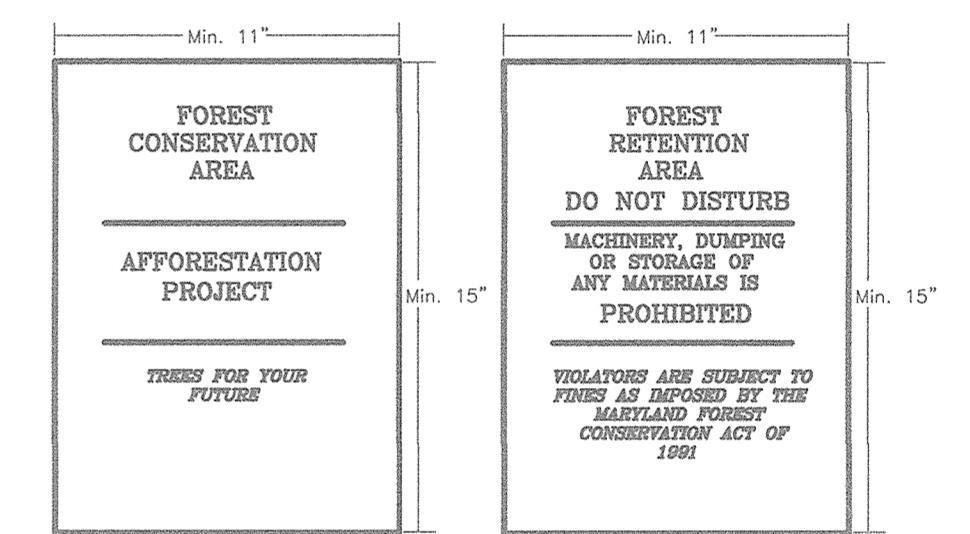 Min. 11"
FOREST
CONSERVATION
AREA
AFFORESTATION
PROJECT
TREES FOR YOUR
FUTURE
Min. 15"
Min. 11"
FOREST
RETENTION
AREA
DO NOT DISTURB
MACHINERY, DUMPING
OR STORAGE OF
ANY MATERIALS IS
PROHIBITED
VIOLATORS ARE SUBJECT TO
FINES AS IMPOSED BY THE
MARYLAND FOREST
CONSERVATION ACT OF
1991
Min. 15"